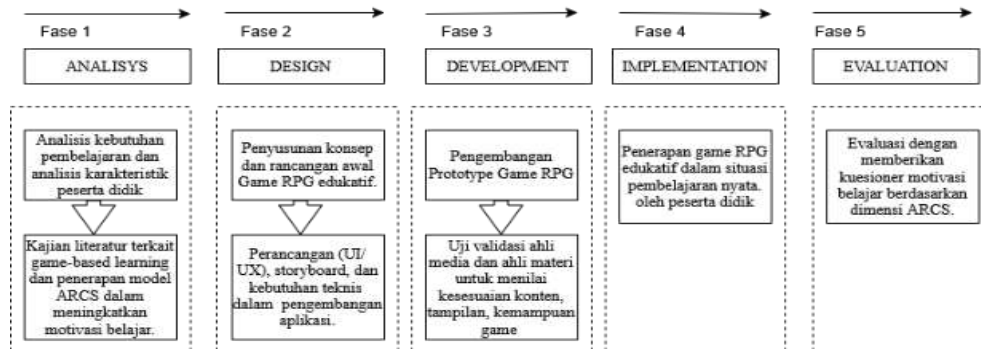 Fase 1
Fase 2
Fase 3
Fase 4
Fase 5
ANALISYS
DESIGN
DEVELOPMENT
IMPLEMENTATION
EVALUATION
Analisis kebutuhan
pembelajaran dan
analisis karakteristik
peserta didik
Kajian literatur terkait
game-based learning
dan penerapan model
ARCS dalam
meningkatkan
motivasi belajar.
Penyusunan konsep
dan rancangan awal
Game RPG edukatif.
Perancangan (UI/
UX), storyboard, dan
kebutuhan teknis
dalam pengembangan
aplikasi.
Pengembangan
Prototype Game RPG
Uji validasi ahli
media dan ahli materi
untuk menilai
kesesuaian konten,
tampilan, kemampuan
game
Penerapan game RPG
edukatif dalam situasi
pembelajaran nyata.
oleh peserta didik
Evaluasi dengan
memberikan
kuesioner motivasi
belajar berdasarkan
dimensi ARCS.